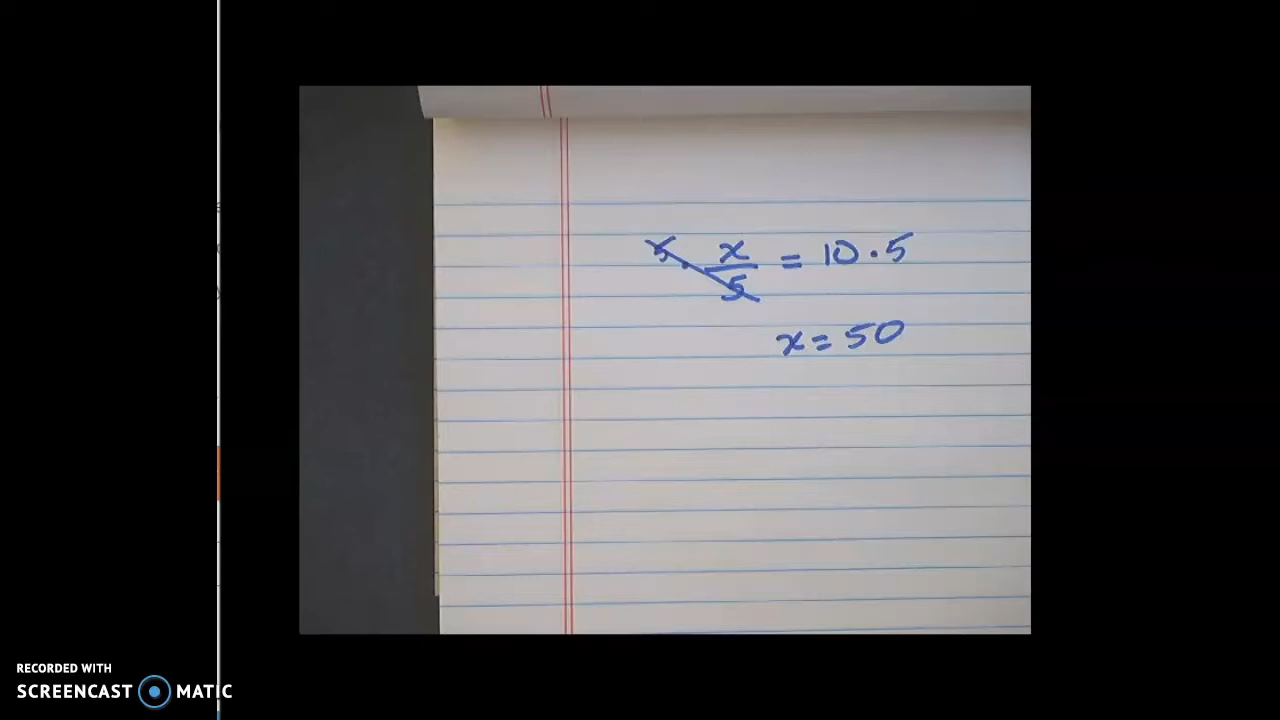 5 · x/5 = 10 · 5
x = 50
RECORDED WITH
SCREENCAST MATIC